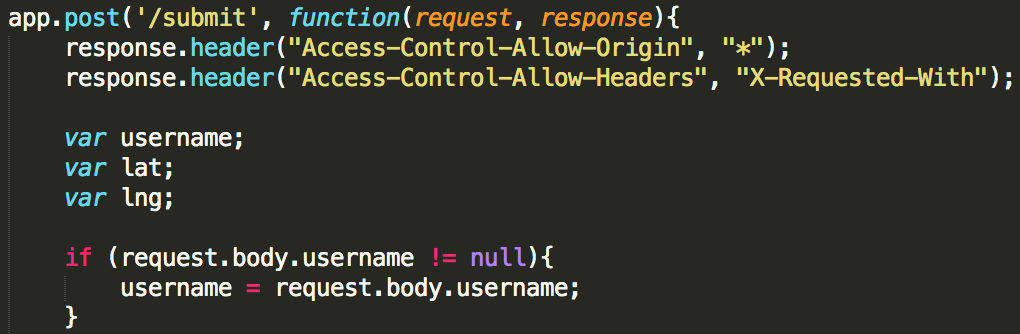 app.post('/submit', function(request, response){
    response.header("Access-Control-Allow-Origin", "*");
    response.header("Access-Control-Allow-Headers", "X-Requested-With");

    var username;
    var lat;
    var lng;

    if (request.body.username != null){
        username = request.body.username;
    }